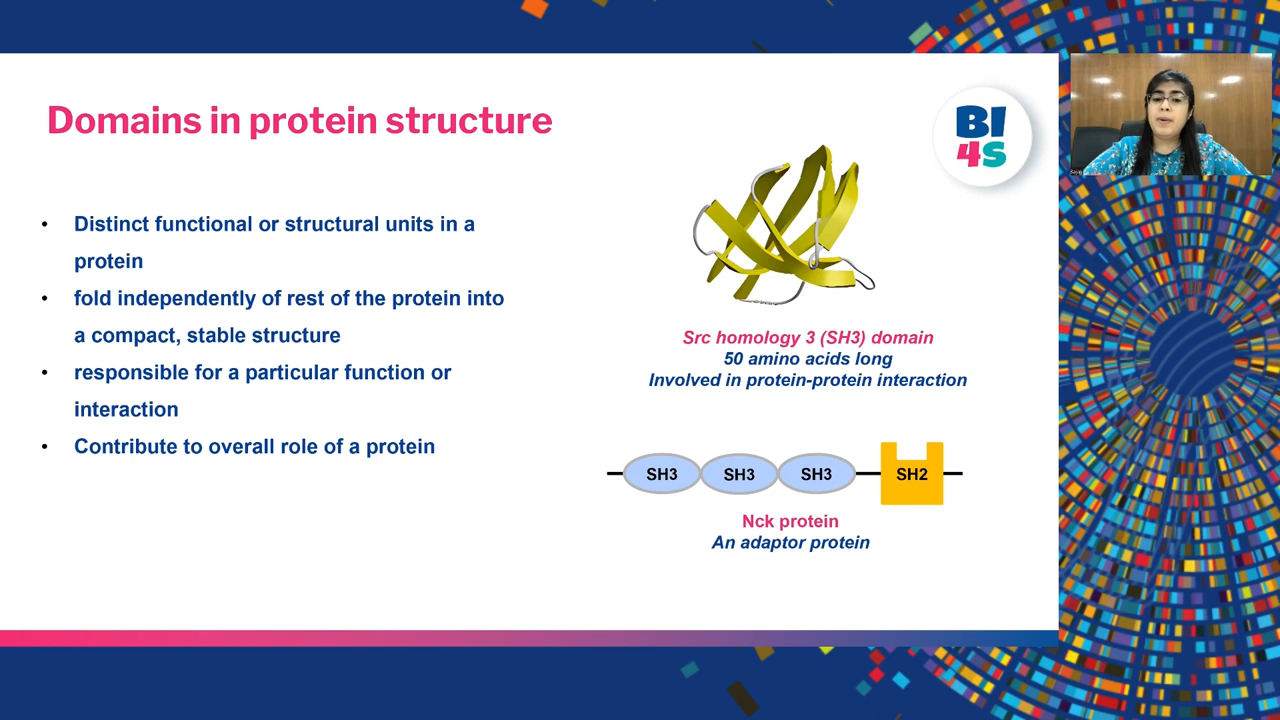 Domains in protein structure
BI
4S
• Distinct functional or structural units in a
protein
• fold independently of rest of the protein into
a compact, stable structure
• responsible for a particular function or
interaction
• Contribute to overall role of a protein
Src homology 3 (SH3) domain
50 amino acids long
Involved in protein-protein interaction
SH3 SH3 SH3 SH2
Nck protein
An adaptor protein